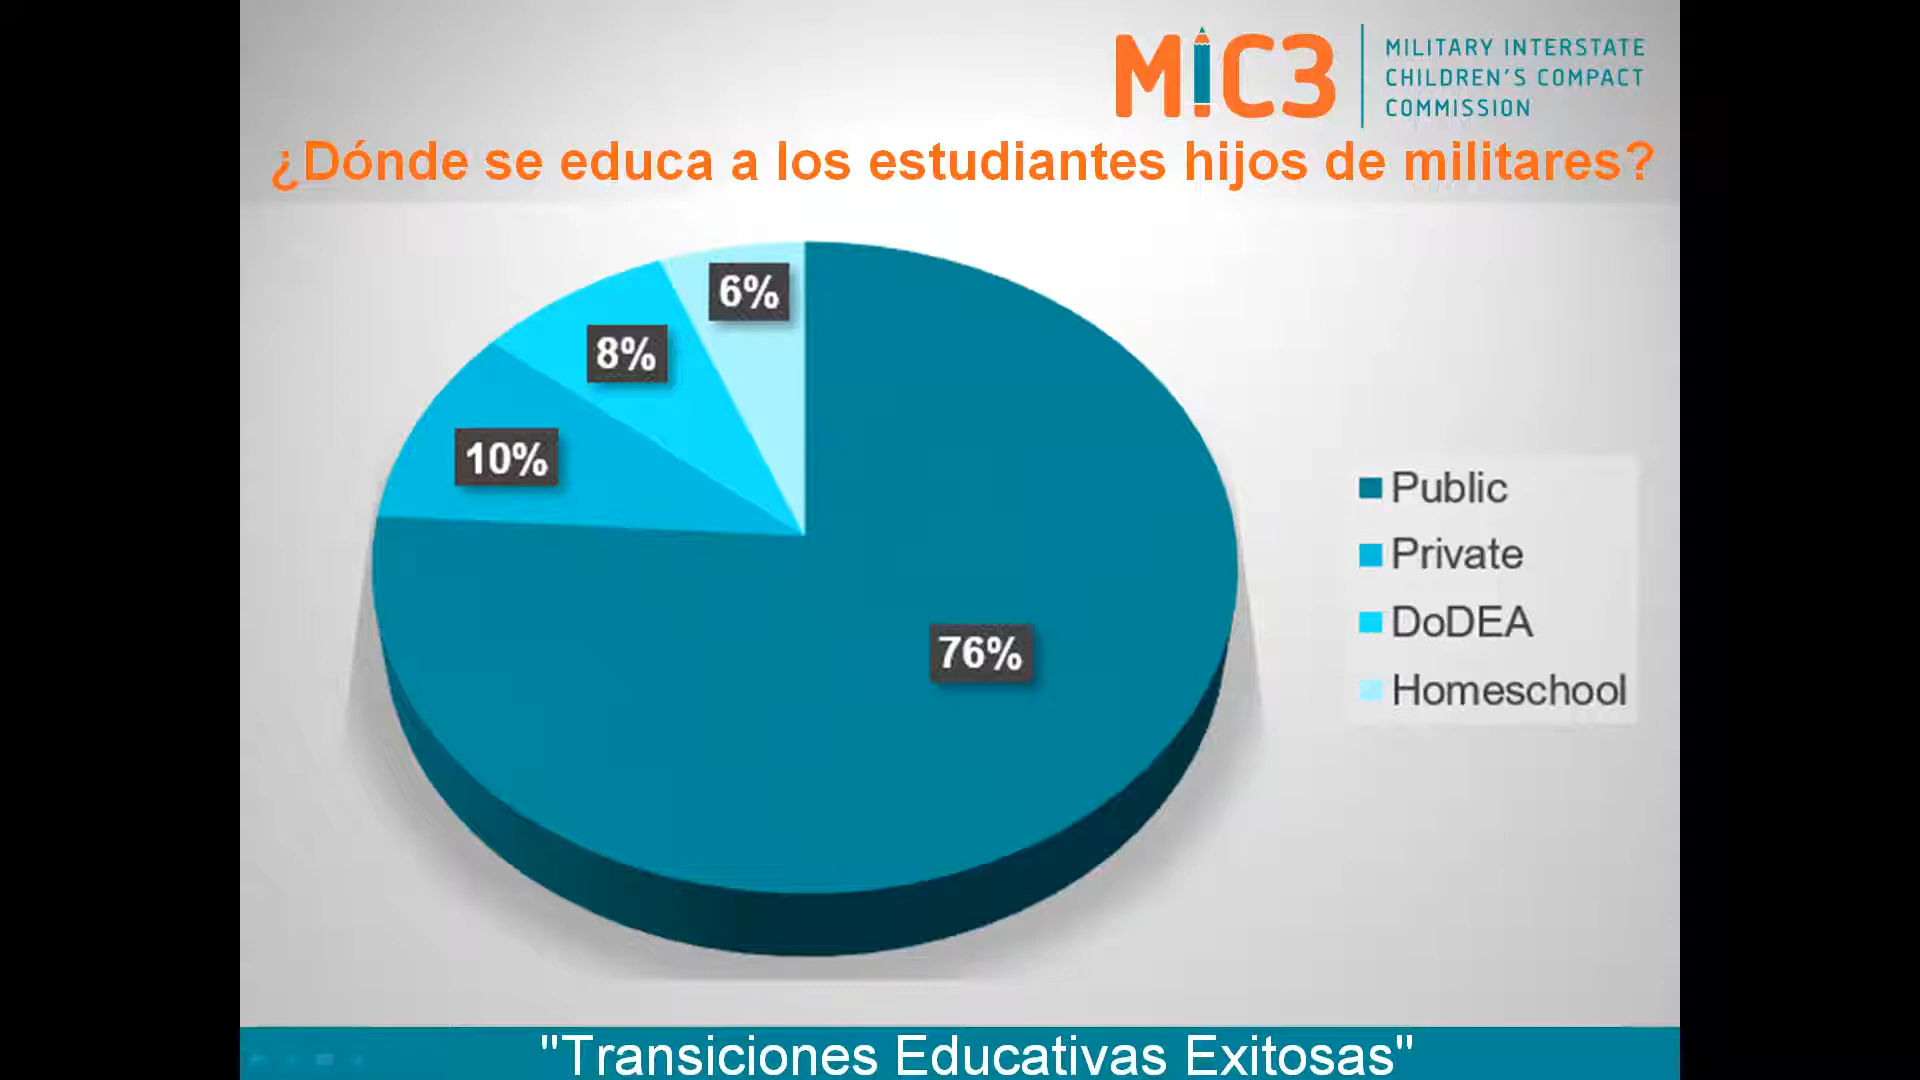 MIC3
MILITARY INTERSTATE
CHILDREN'S COMPACT
COMMISSION
¿Dónde se educa a los estudiantes hijos de militares?
6%
8%
10%
76%
Public
Private
DoDEA
Homeschool
"Transiciones Educativas Exitosas"